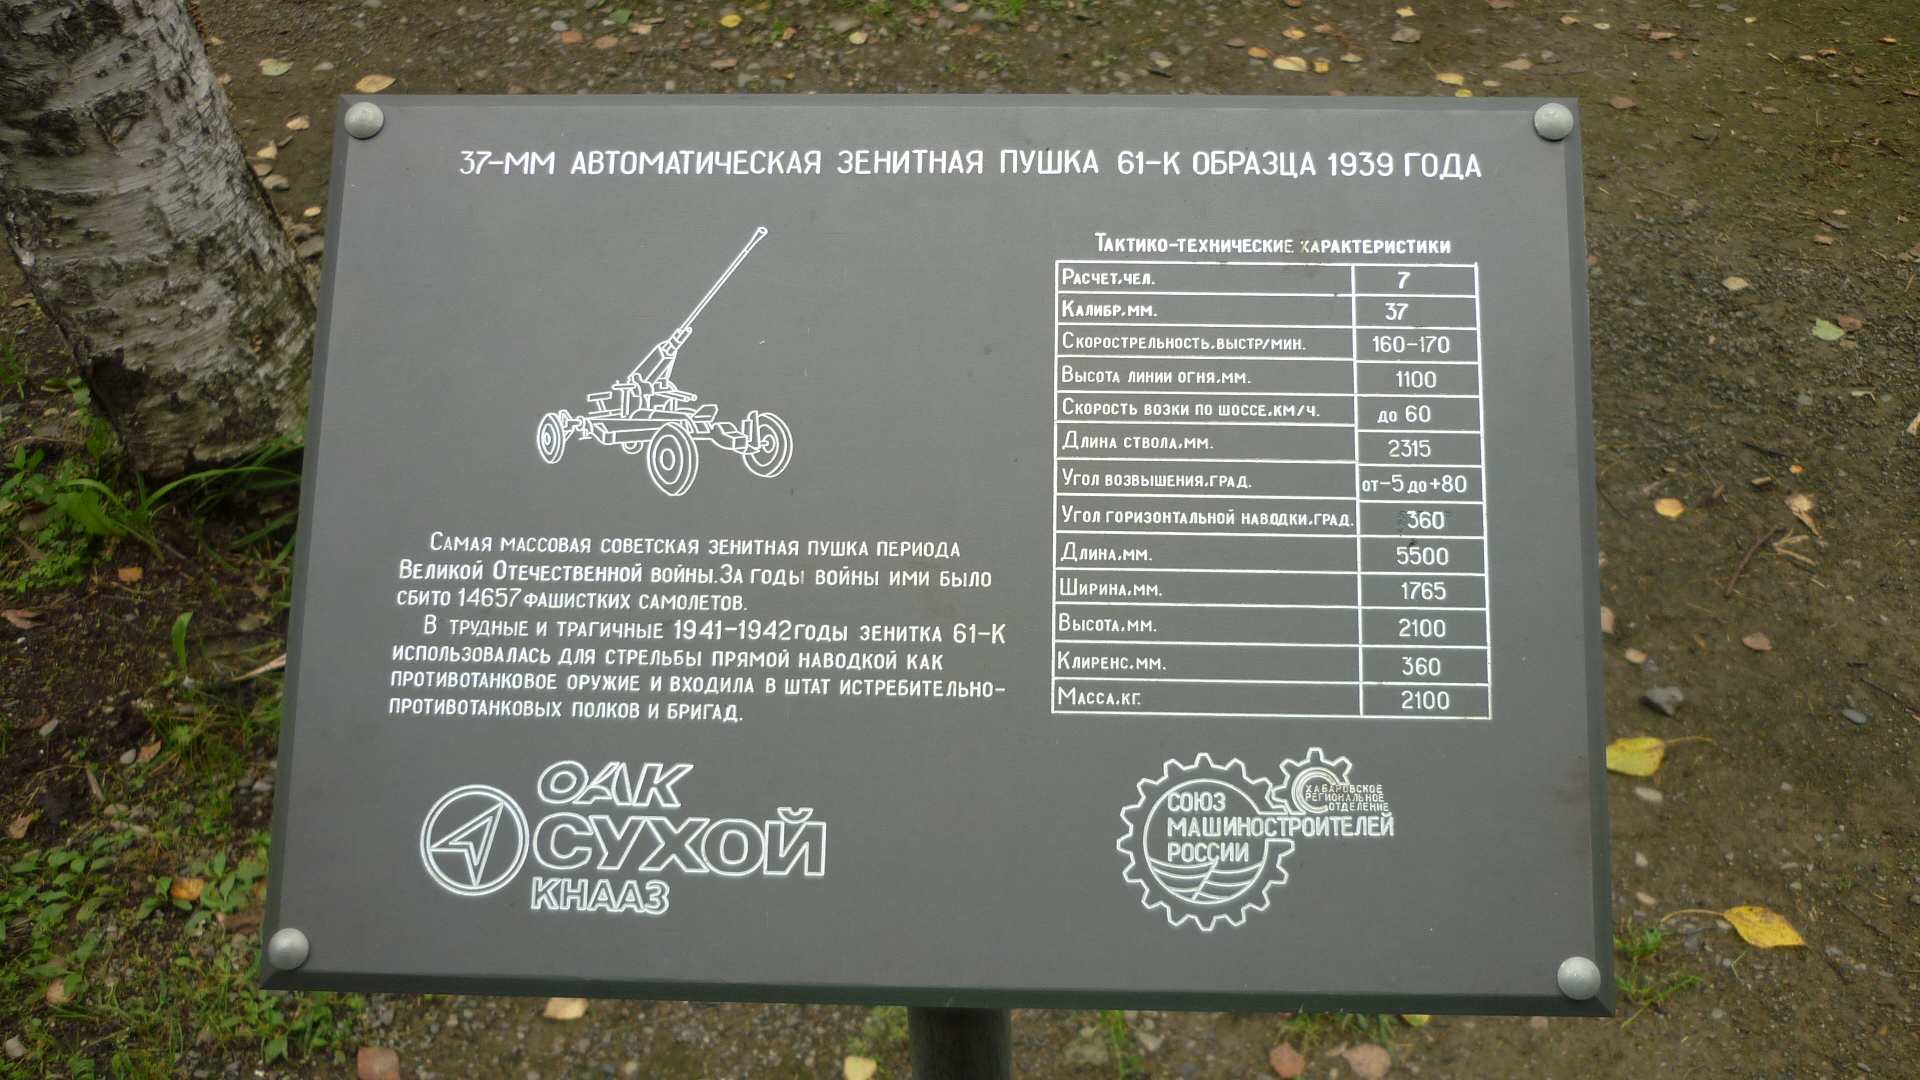 37-ММ АВТОМАТИЧЕСКАЯ ЗЕНИТНАЯ ПУШКА 61-К ОБРАЗЦА 1939 ГОДА
Самая массовая советская зенитная пушка периода
Великой Отечественной войны.За годы войны ими было
сбито 14657 фашистких самолетов.
В трудные и трагичные 1941-1942 годы зенитка 61-К
использовалась для стрельбы прямой наводкой как
противотанковое оружие и входила в штат истребительно-
противотанковых полков и бригад.
Тактико-технические характеристики
Расчет,чел. 7
Калибр,мм. 37
Скорострельность,выстр/мин. 160-170
Высота линии огня,мм. 1100
Скорость возки по шоссе,км/ч. до 60
Длина ствола,мм. 2315
Угол возвышения,град. от-5 до+80
Угол горизонтальной наводки,град. 360
Длина,мм. 5500
Ширина,мм. 1765
Высота,мм. 2100
Клиренс,мм. 360
Масса,кг. 2100
ОАК
СУХОЙ
КНААЗ
СОЮЗ
МАШИНОСТРОИТЕЛЕЙ
РОССИИ
ХАБАРОВСКОЕ
РЕГИОНАЛЬНОЕ
ОТДЕЛЕНИЕ